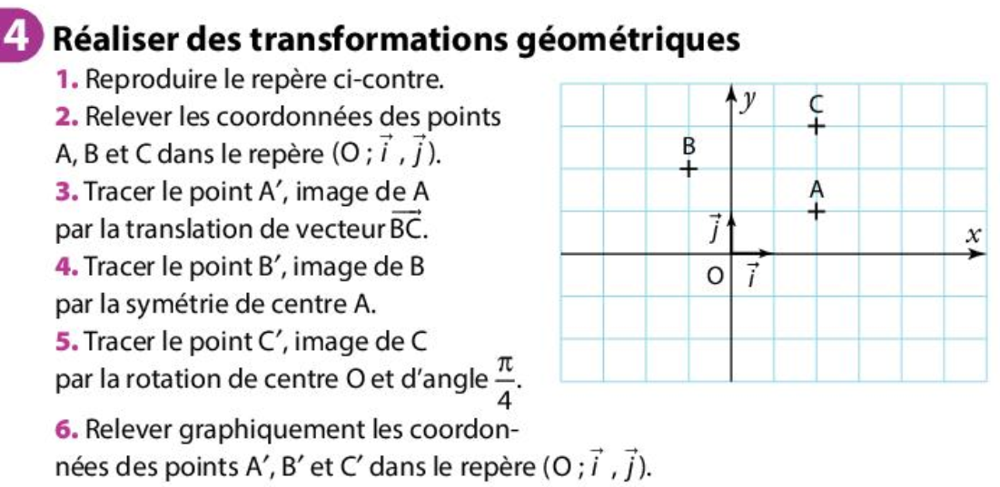 4 Réaliser des transformations géométriques
1. Reproduire le repère ci-contre.
2. Relever les coordonnées des points
A, B et C dans le repère (O ; i⃗ , j⃗).
3. Tracer le point A′, image de A
par la translation de vecteur B͞C⃗.
4. Tracer le point B′, image de B
par la symétrie de centre A.
5. Tracer le point C′, image de C
par la rotation de centre O et d’angle π/4.
6. Relever graphiquement les coordon-
nées des points A′, B′ et C′ dans le repère (O ; i⃗ , j⃗).
y
C
B
A
j⃗
x
O i⃗